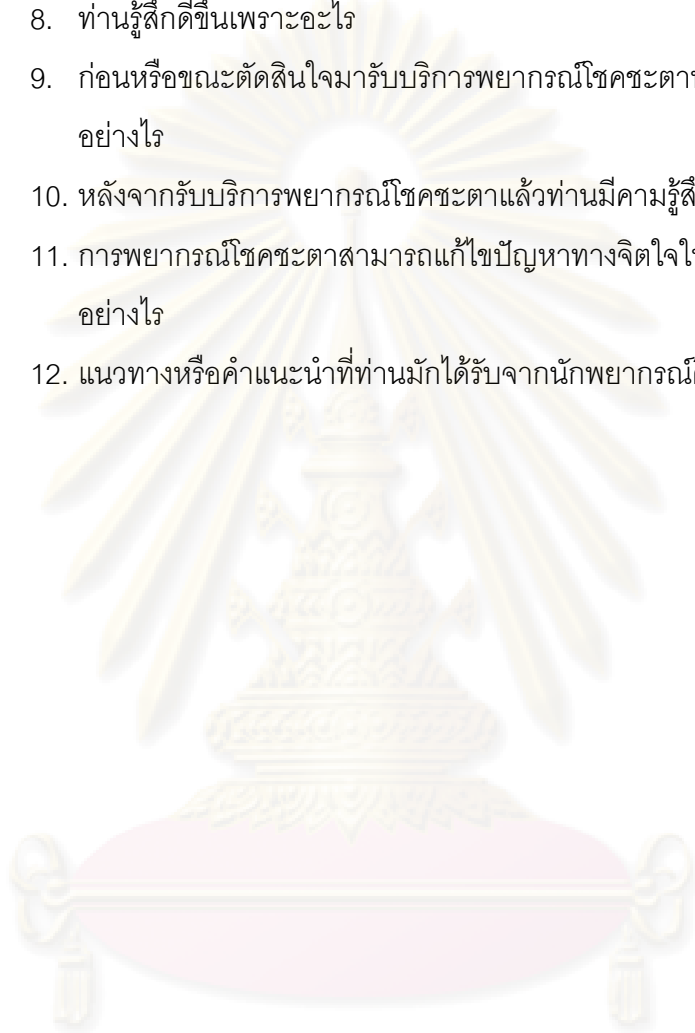 8. ท่านรู้สึกดีขึ้นเพราะอะไร
9. ก่อนหรือขณะตัดสินใจมารับบริการพยากรณ์โชคชะตา
อย่างไร
10. หลังจากรับบริการพยากรณ์โชคชะตาแล้วท่านมีคามรู้สึ
11. การพยากรณ์โชคชะตาสามารถแก้ไขปัญหาทางจิตใจ
อย่างไร
12. แนวทางหรือคำแนะนำที่ท่านมักได้รับจากนักพยากรณ์